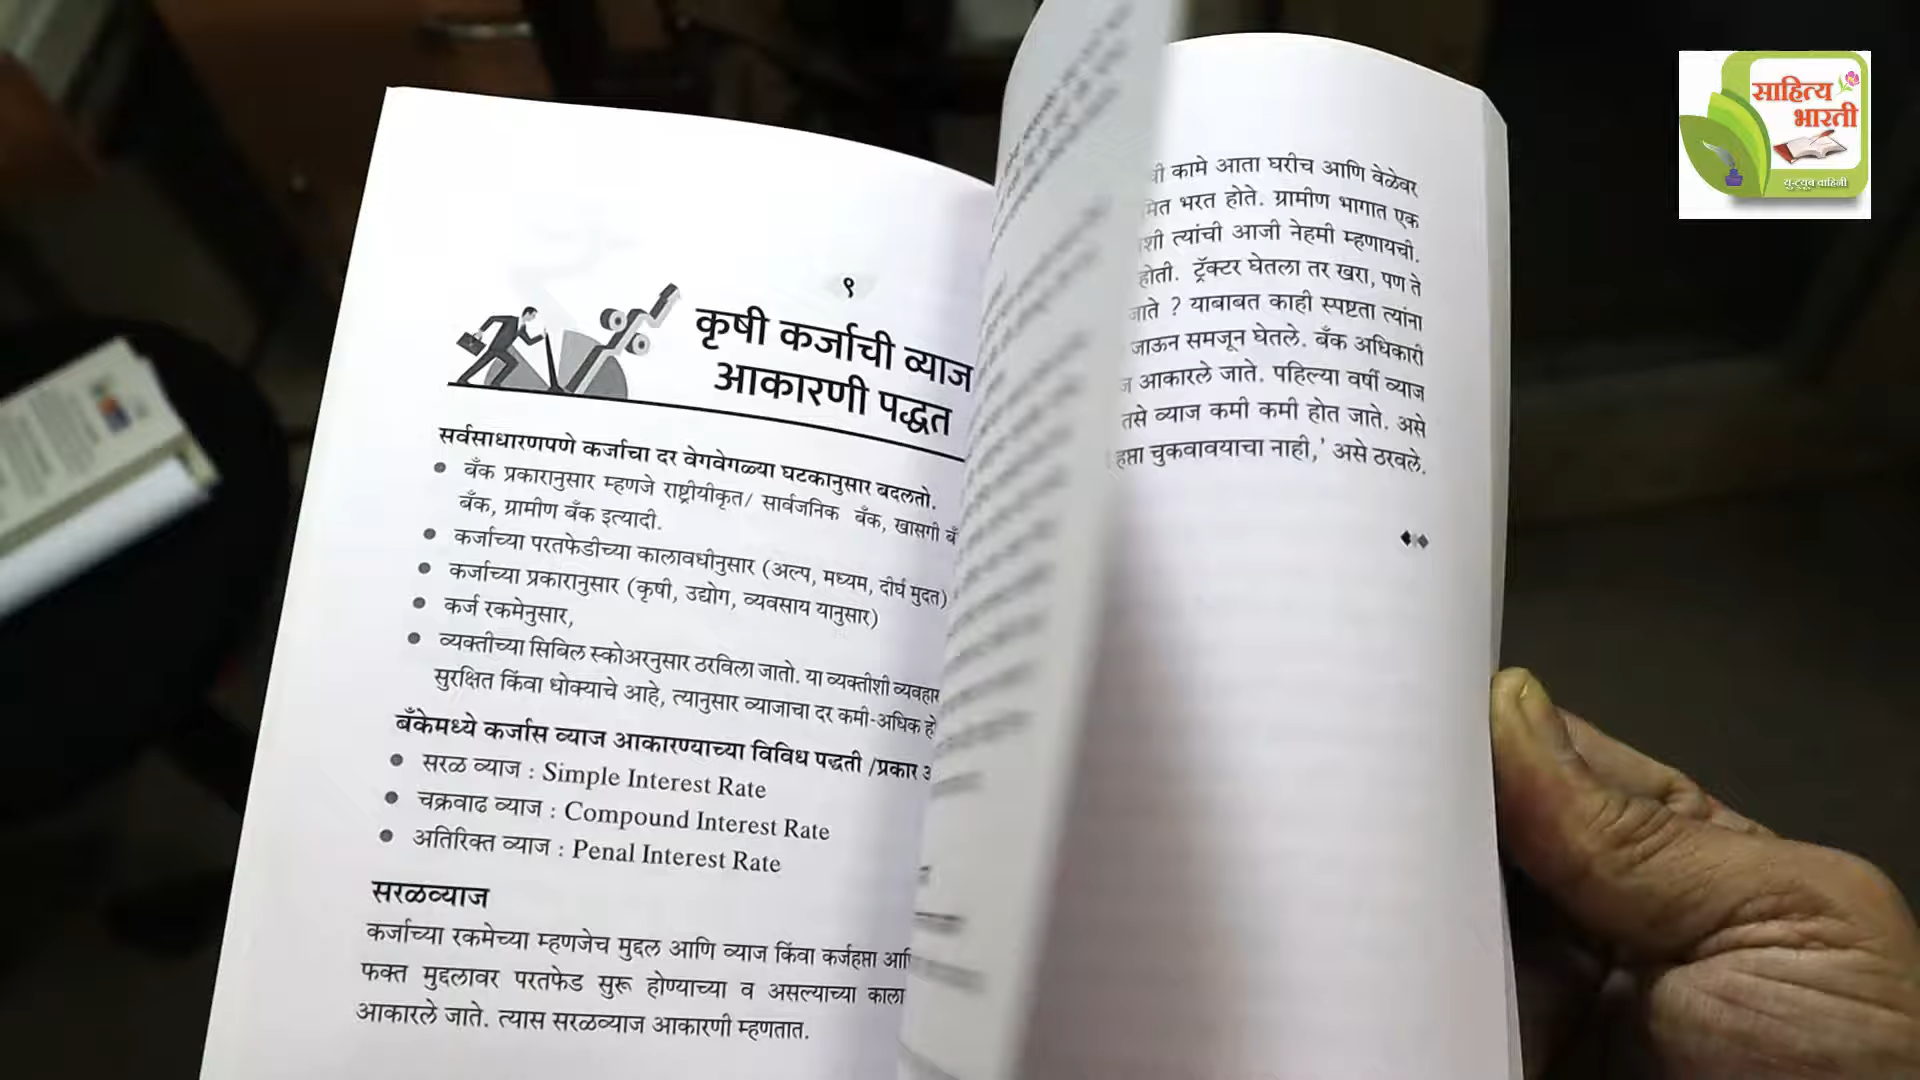 ९
कृषी कर्जाची व्याज
आकारणी पद्धत
सर्वसाधारणपणे कर्जाचा दर वेगवेगळ्या घटकानुसार बदलतो.
बँक प्रकारानुसार म्हणजे राष्ट्रीयीकृत/ सार्वजनिक बँक, खासगी
बँक, ग्रामीण बँक इत्यादी.
कर्जाच्या परतफेडीच्या कालावधीनुसार (अल्प, मध्यम, दीर्घ मुदत)
कर्जाच्या प्रकारानुसार (कृषी, उद्योग, व्यवसाय यानुसार)
कर्ज रकमेनुसार,
व्यक्तीच्या सिबिल स्कोअरनुसार ठरविला जातो. या व्यक्तीशी व्यवहार
सुरक्षित किंवा धोक्याचे आहे, त्यानुसार व्याजाचा दर कमी-अधिक
बँकेमध्ये कर्जास व्याज आकारण्याच्या विविध पद्धती /प्रकार
सरळ व्याज : Simple Interest Rate
चक्रवाढ व्याज : Compound Interest Rate
अतिरिक्त व्याज : Penal Interest Rate
सरळव्याज
कर्जाच्या रकमेच्या म्हणजेच मुद्दल आणि व्याज किंवा कर्जहप्ता
फक्त मुद्दलावर परतफेड सुरू होण्याच्या व असल्याच्या
आकारले जाते. त्यास सरळव्याज आकारणी म्हणतात.
कामे आता घरीच आणि वेळेवर
भरत होते. ग्रामीण भागात एक
त्यांची आजी नेहमी म्हणायची.
होती. ट्रॅक्टर घेतला तर खरा, पण ते
जाते ? याबाबत काही स्पष्टता त्यांना
जाऊन समजून घेतले. बँक अधिकारी
आकारले जाते. पहिल्या वर्षी व्याज
तसे व्याज कमी कमी होत जाते. असे
हप्ता चुकवावयाचा नाही,' असे ठरवले.
साहित्य
भारती
यु-ट्यूब वाहिनी